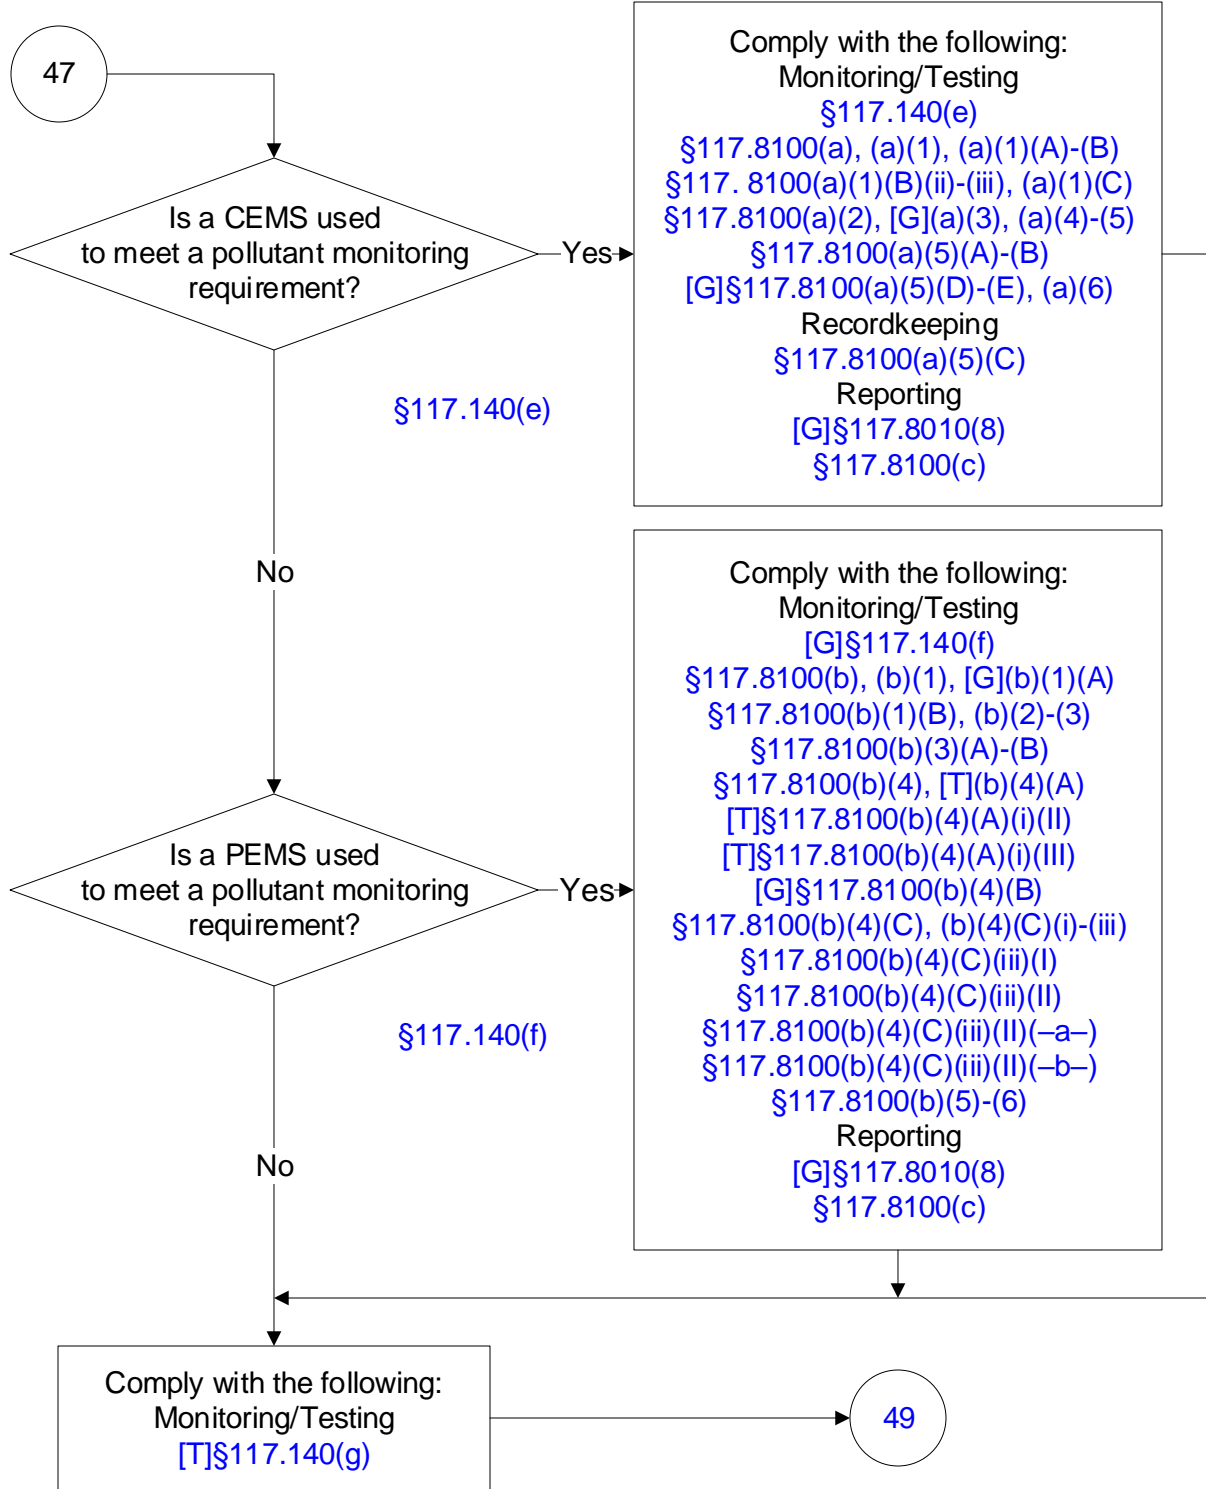 47
Is a CEMS used
to meet a pollutant monitoring
requirement?
Yes
Comply with the following:
Monitoring/Testing
§117.140(e)
§117.8100(a), (a)(1), (a)(1)(A)-(B)
§117. 8100(a)(1)(B)(ii)-(iii), (a)(1)(C)
§117.8100(a)(2), [G](a)(3), (a)(4)-(5)
§117.8100(a)(5)(A)-(B)
[G]§117.8100(a)(5)(D)-(E), (a)(6)
Recordkeeping
§117.8100(a)(5)(C)
Reporting
[G]§117.8010(8)
§117.8100(c)
§117.140(e)
No
Is a PEMS used
to meet a pollutant monitoring
requirement?
Yes
Comply with the following:
Monitoring/Testing
[G]§117.140(f)
§117.8100(b), (b)(1), [G](b)(1)(A)
§117.8100(b)(1)(B), (b)(2)-(3)
§117.8100(b)(3)(A)-(B)
§117.8100(b)(4), [T](b)(4)(A)
[T]§117.8100(b)(4)(A)(i)(II)
[T]§117.8100(b)(4)(A)(i)(III)
[G]§117.8100(b)(4)(B)
§117.8100(b)(4)(C), (b)(4)(C)(i)-(iii)
§117.8100(b)(4)(C)(iii)(I)
§117.8100(b)(4)(C)(iii)(II)
§117.8100(b)(4)(C)(iii)(II)(–a–)
§117.8100(b)(4)(C)(iii)(II)(–b–)
§117.8100(b)(5)-(6)
Reporting
[G]§117.8010(8)
§117.8100(c)
§117.140(f)
No
Comply with the following:
Monitoring/Testing
[T]§117.140(g)
49